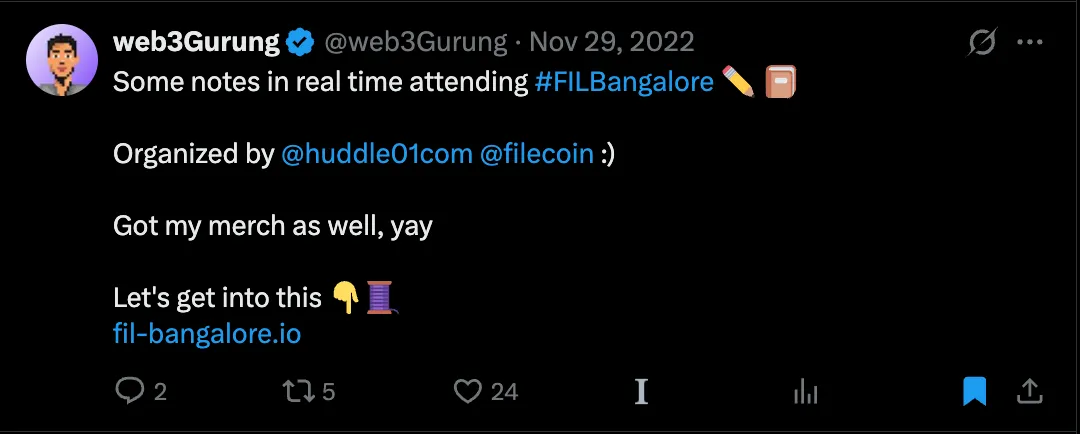 web3Gurung @web3Gurung · Nov 29, 2022
Some notes in real time attending #FILBangalore ✏️ 📔
Organized by @huddle01com @filecoin :)
Got my merch as well, yay
Let's get into this 👇🧵
fil-bangalore.io
2 5 24